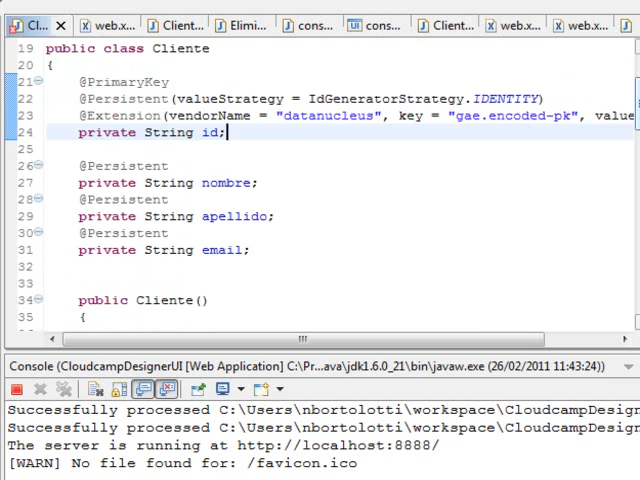 Cl...
web.x...
Client...
Elimi...
cons...
cons...
Client...
web.x...
web.x...
19 public class Cliente
20 {
21 @PrimaryKey
22 @Persistent(valueStrategy = IdGeneratorStrategy.IDENTITY)
23 @Extension(vendorName = "datanucleus", key = "gae.encoded-pk", value
24 private String id;
25
26 @Persistent
27 private String nombre;
28 @Persistent
29 private String apellido;
30 @Persistent
31 private String email;
32
33
34 public Cliente()
35 {
Console (CloudcampDesignerUI [Web Application] C:\Pr...ava\jdk1.6.0_21\bin\javaw.exe (26/02/2011 11:43:24))
Successfully processed C:\Users\nbortolotti\workspace\CloudcampDesigner
Successfully processed C:\Users\nbortolotti\workspace\CloudcampDesign
The server is running at http://localhost:8888/
[WARN] No file found for: /favicon.ico